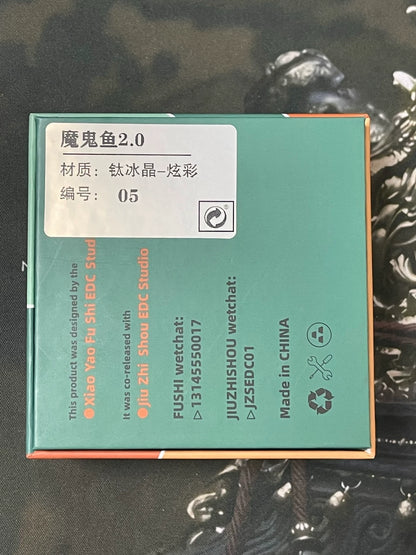 魔鬼鱼2.0
材质：钛冰晶-炫彩
编号：05
This product was designed by the
Xiao Yao Fu Shi EDC Stud
It was co-released with
Jiu Zhi Shou EDC Studio
FUSHI wetchat:
▷13145550017
JIUZHISHOU wetchat:
▷JZSEDC01
Made in CHINA